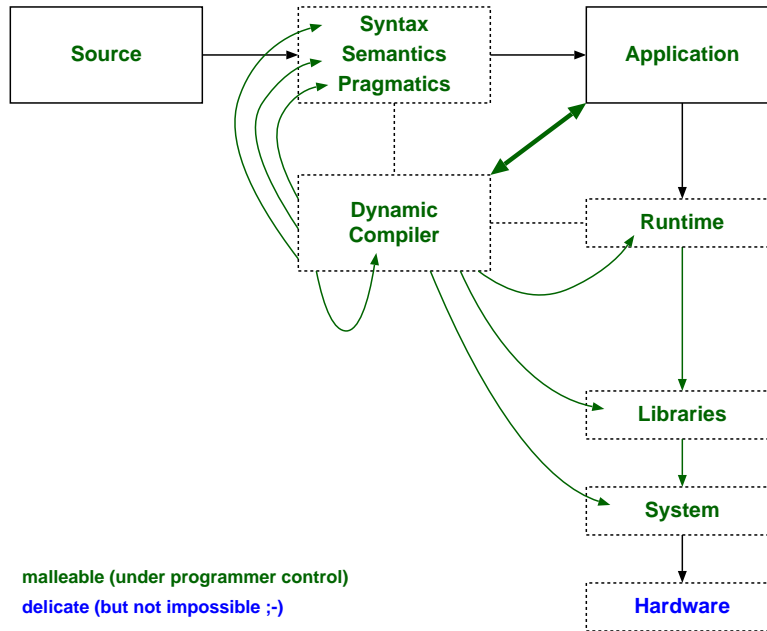 Source
Syntax
Semantics
Pragmatics
Application
Dynamic
Compiler
Runtime
Libraries
System
Hardware
malleable (under programmer control)
delicate (but not impossible ;-)